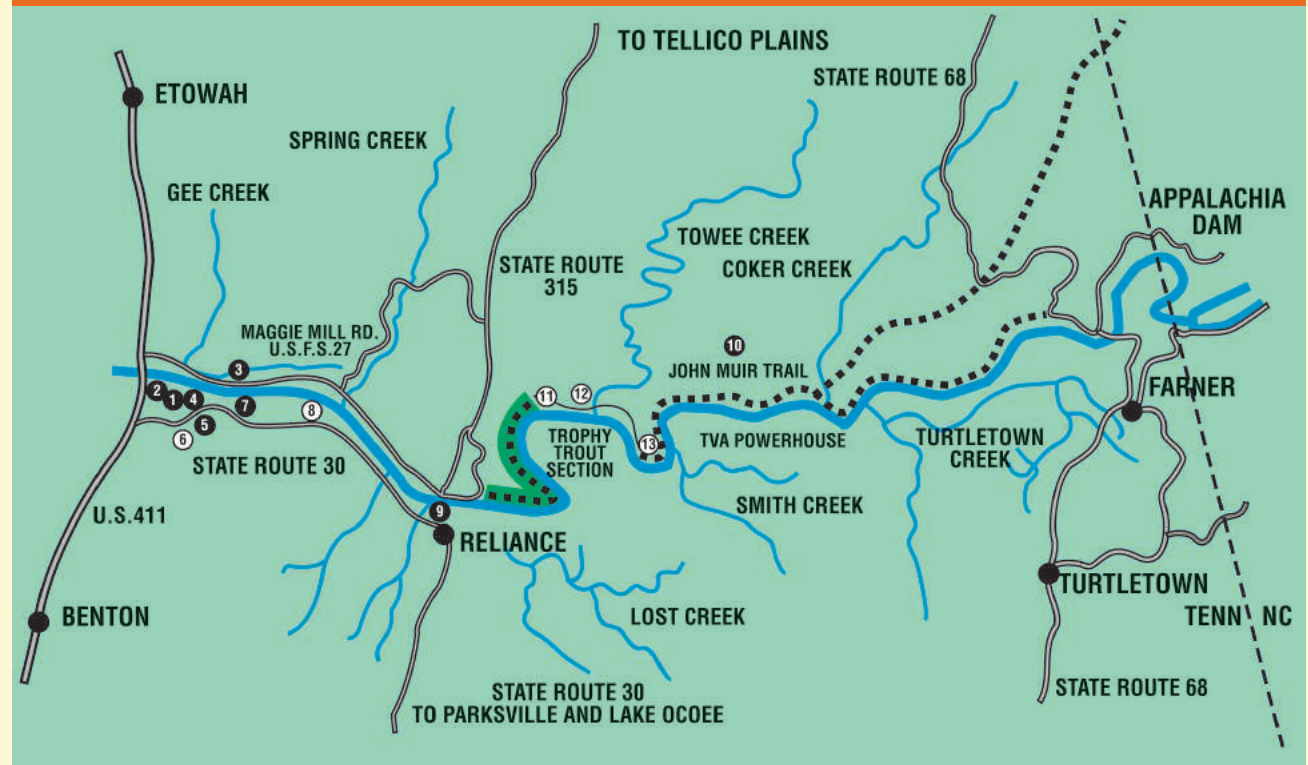 TO TELLICO PLAINS
STATE ROUTE 68
ETOWAH
SPRING CREEK
GEE CREEK
APPALACHIA
DAM
TOWEE CREEK
COKER CREEK
STATE ROUTE
315
MAGGIE MILL RD.
U.S.F.S.27
10
JOHN MUIR TRAIL
3
2
1
4
7
8
5
6
STATE ROUTE 30
11
12
13
TROPHY
TROUT
SECTION
TVA POWERHOUSE
FARNER
TURTLETOWN
CREEK
SMITH CREEK
U.S.411
9
RELIANCE
TURTLETOWN
BENTON
LOST CREEK
TENN NC
STATE ROUTE 30
TO PARKSVILLE AND LAKE OCOEE
STATE ROUTE 68